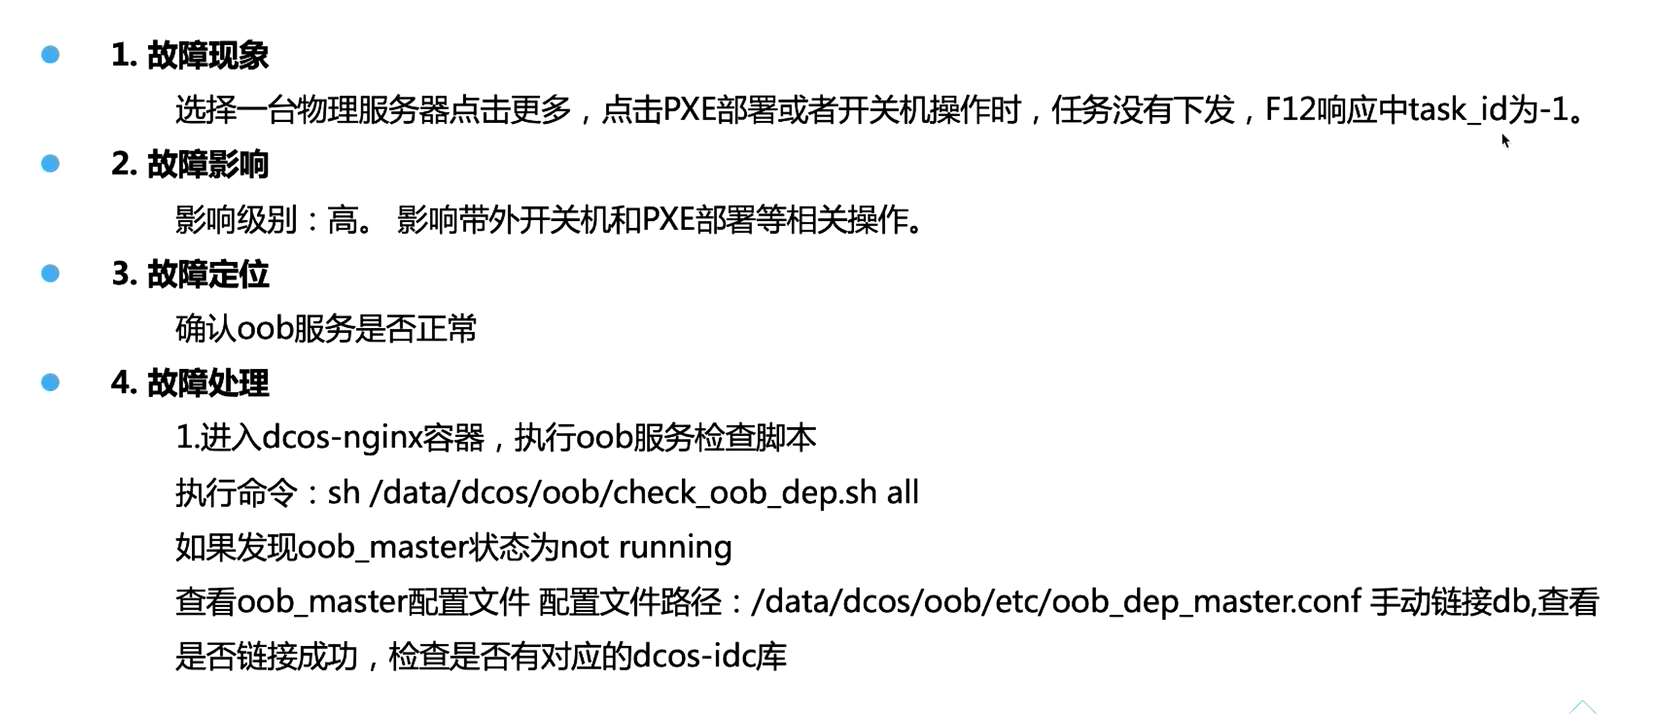 1. 故障现象
选择一台物理服务器点击更多，点击PXE部署或者开关机操作时，任务没有下发，F12响应中task_id为-1。
2. 故障影响
影响级别：高。 影响带外开关机和PXE部署等相关操作。
3. 故障定位
确认oob服务是否正常
4. 故障处理
1.进入dcos-nginx容器，执行oob服务检查脚本
执行命令：sh /data/dcos/oob/check_oob_dep.sh all
如果发现oob_master状态为not running
查看oob_master配置文件 配置文件路径：/data/dcos/oob/etc/oob_dep_master.conf 手动链接db,查看
是否链接成功，检查是否有对应的dcos-idc库